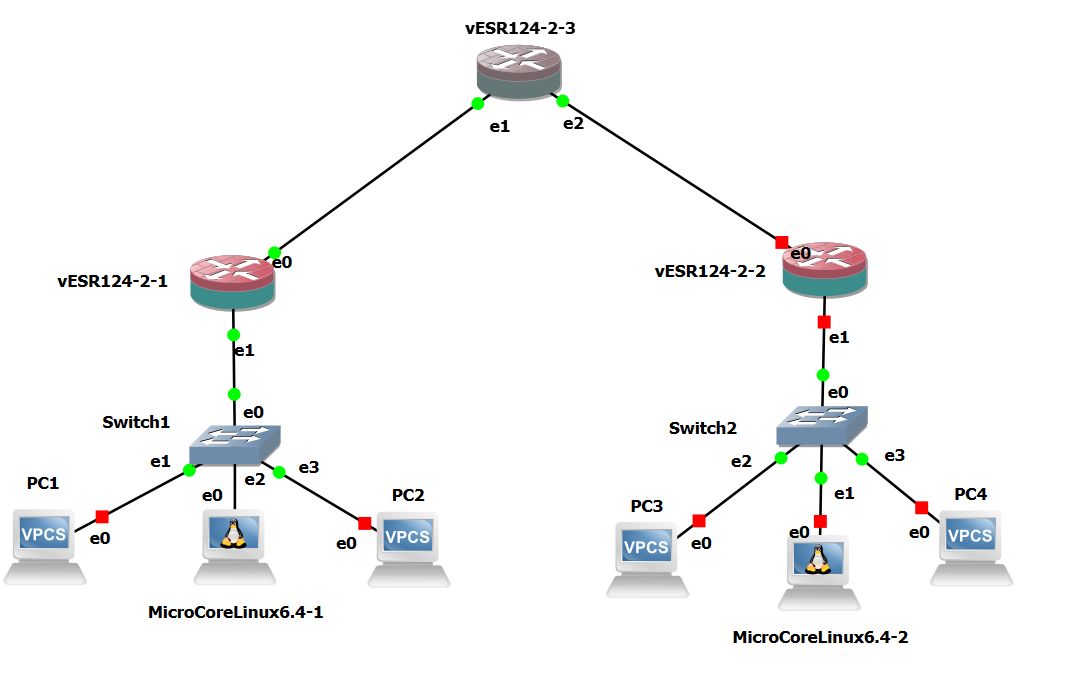 vESR124-2-3
e1
e2
e0
vESR124-2-1
e0
vESR124-2-2
e1
e1
e0
e0
Switch1
Switch2
e1
e2
e3
e2
e1
e3
PC1
e0
PC2
PC3
PC4
VPCS
e0
e0
VPCS
VPCS
e0
e0
e0
VPCS
MicroCoreLinux6.4-1
MicroCoreLinux6.4-2